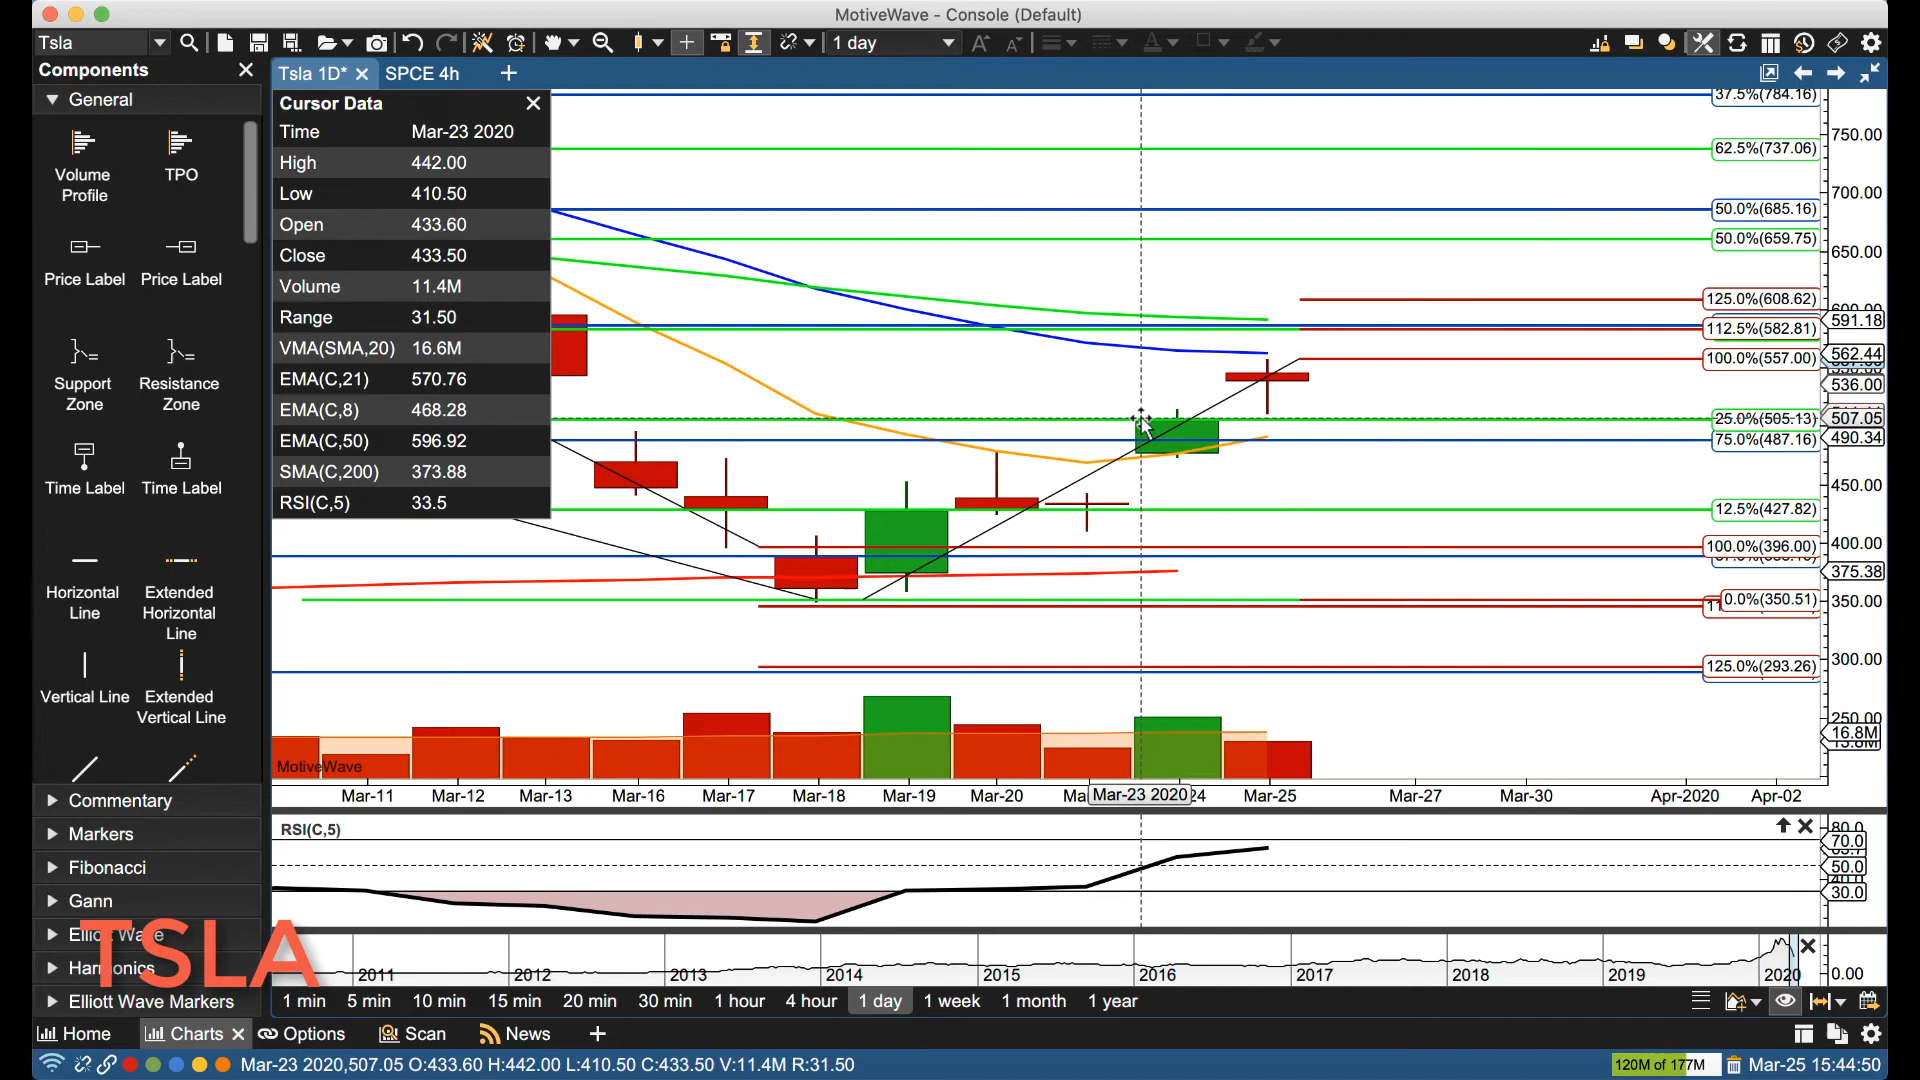 MotiveWave - Console (Default)
Tsla
1 day
Components
General
Volume Profile
TPO
Price Label
Price Label
Support Zone
Resistance Zone
Time Label
Time Label
Horizontal Line
Extended Horizontal Line
Vertical Line
Extended Vertical Line
Commentary
Markers
Fibonacci
Gann
Elliott Wave
Harmonics
Elliott Wave Markers
TSLA
Tsla 1D*
SPCE 4h
Cursor Data
Time Mar-23 2020
High 442.00
Low 410.50
Open 433.60
Close 433.50
Volume 11.4M
Range 31.50
VMA(SMA,20) 16.6M
EMA(C,21) 570.76
EMA(C,8) 468.28
EMA(C,50) 596.92
SMA(C,200) 373.88
RSI(C,5) 33.5
37.5%(784.16)
62.5%(737.06)
50.0%(685.16)
50.0%(659.75)
125.0%(608.62)
112.5%(582.81)
100.0%(557.00)
25.0%(505.13)
75.0%(487.16)
12.5%(427.82)
100.0%(396.00)
0.0%(350.51)
125.0%(293.26)
750.00
700.00
650.00
591.18
562.44
536.00
507.05
490.34
450.00
400.00
375.38
350.00
300.00
250.00
16.8M
MotiveWave
Mar-11 Mar-12 Mar-13 Mar-16 Mar-17 Mar-18 Mar-19 Mar-20 Mar-23 2020 24 Mar-25 Mar-27 Mar-30 Apr-2020 Apr-02
RSI(C,5)
80.0
70.0
50.0
30.0
2011 2012 2013 2014 2015 2016 2017 2018 2019 2020
0.00
1 min 5 min 10 min 15 min 20 min 30 min 1 hour 4 hour 1 day 1 week 1 month 1 year
Home Charts Options Scan News
Mar-23 2020,507.05 O:433.60 H:442.00 L:410.50 C:433.50 V:11.4M R:31.50
120M of 177M
Mar-25 15:44:50